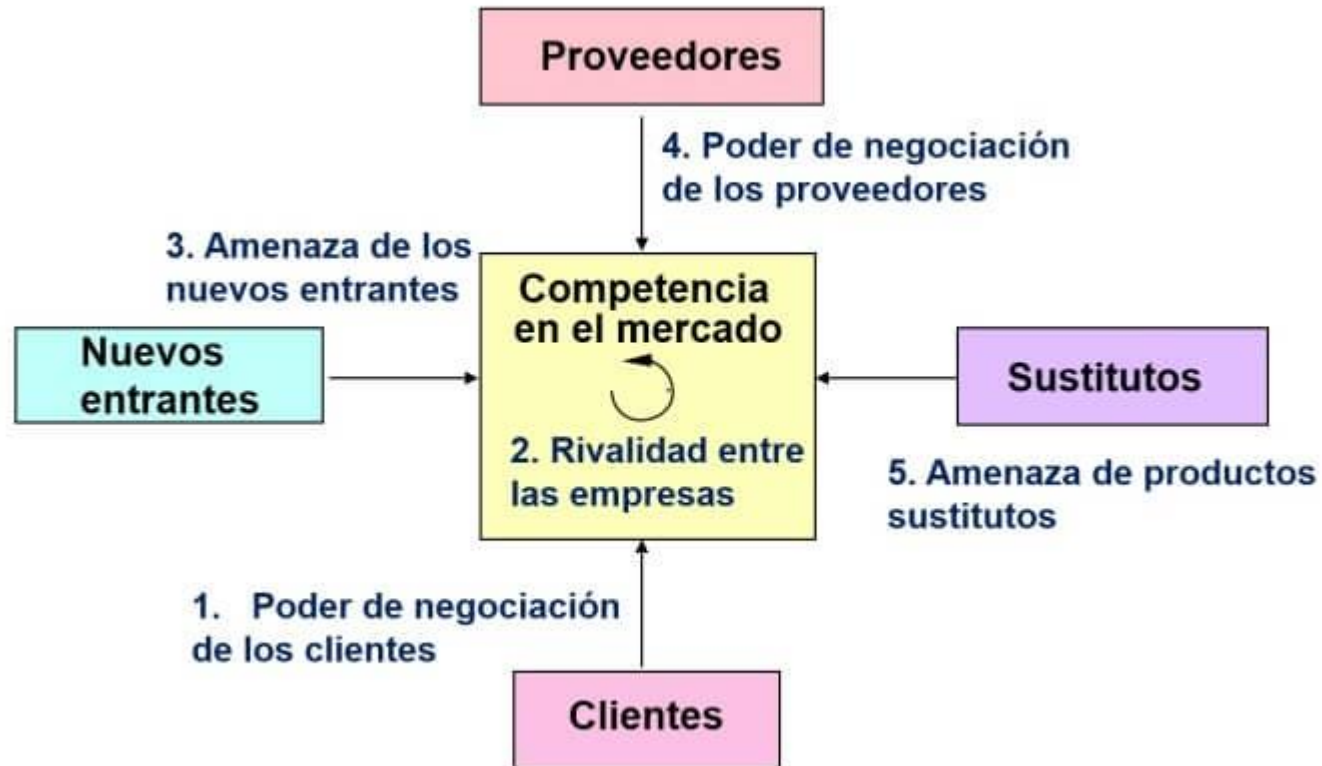 Proveedores
4. Poder de negociación
de los proveedores
3. Amenaza de los
nuevos entrantes
Competencia
en el mercado
Nuevos
entrantes
Sustitutos
2. Rivalidad entre
las empresas
5. Amenaza de productos
sustitutos
1. Poder de negociación
de los clientes
Clientes